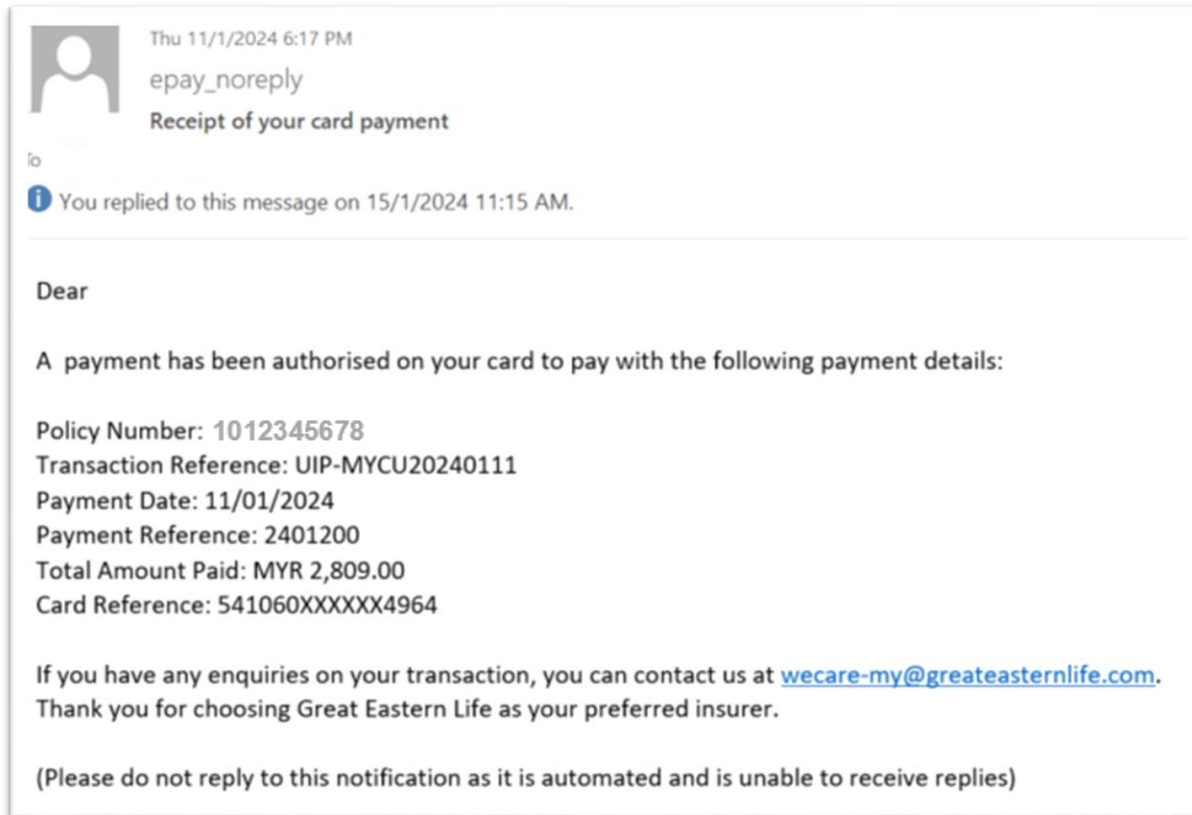 Thu 11/1/2024 6:17 PM
epay_noreply
Receipt of your card payment
To
You replied to this message on 15/1/2024 11:15 AM.
Dear
A payment has been authorised on your card to pay with the following payment details:
Policy Number: 1012345678
Transaction Reference: UIP-MYCU20240111
Payment Date: 11/01/2024
Payment Reference: 2401200
Total Amount Paid: MYR 2,809.00
Card Reference: 541060XXXXXX4964
If you have any enquiries on your transaction, you can contact us at wecare-my@greateasternlife.com.
Thank you for choosing Great Eastern Life as your preferred insurer.
(Please do not reply to this notification as it is automated and is unable to receive replies)